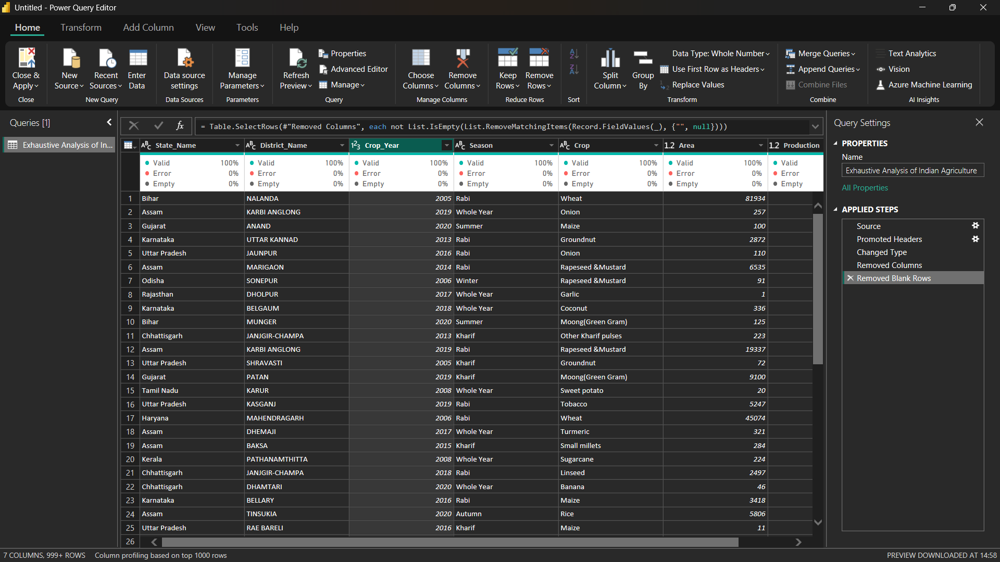 Untitled - Power Query Editor
Home Transform Add Column View Tools Help
Close & Apply
New Source
Recent Sources
Enter Data
Data source settings
Manage Parameters
Refresh Preview
Properties
Advanced Editor
Manage
Choose Columns
Remove Columns
Keep Rows
Remove Rows
Split Column
Group By
Data Type: Whole Number
Use First Row as Headers
Replace Values
Merge Queries
Append Queries
Combine Files
Text Analytics
Vision
Azure Machine Learning
Close New Query Data Sources Parameters Query Manage Columns Reduce Rows Sort Transform Combine AI Insights
Queries [1]
Exhaustive Analysis of In...
fx = Table.SelectRows(#"Removed Columns", each not List.IsEmpty(List.RemoveMatchingItems(Record.FieldValues(_), {"", null})))
ABC State_Name ABC District_Name 123 Crop_Year ABC Season ABC Crop 1.2 Area 1.2 Production
Valid 100% Valid 100% Valid 100% Valid 100% Valid 100% Valid 100% Valid
Error 0% Error 0% Error 0% Error 0% Error 0% Error 0% Error
Empty 0% Empty 0% Empty 0% Empty 0% Empty 0% Empty 0% Empty
1 Bihar NALANDA 2005 Rabi Wheat 81934
2 Assam KARBI ANGLONG 2019 Whole Year Onion 257
3 Gujarat ANAND 2020 Summer Maize 100
4 Karnataka UTTAR KANNAD 2013 Rabi Groundnut 2872
5 Uttar Pradesh JAUNPUR 2016 Rabi Onion 110
6 Assam MARIGAON 2014 Rabi Rapeseed &Mustard 6535
7 Odisha SONEPUR 2006 Winter Rapeseed &Mustard 91
8 Rajasthan DHOLPUR 2017 Whole Year Garlic 1
9 Karnataka BELGAUM 2018 Whole Year Coconut 336
10 Bihar MUNGER 2020 Summer Moong(Green Gram) 125
11 Chhattisgarh JANJGIR-CHAMPA 2013 Kharif Other Kharif pulses 223
12 Assam KARBI ANGLONG 2019 Rabi Rapeseed &Mustard 19337
13 Uttar Pradesh SHRAVASTI 2005 Kharif Groundnut 72
14 Gujarat PATAN 2019 Kharif Moong(Green Gram) 9100
15 Tamil Nadu KARUR 2008 Whole Year Sweet potato 20
16 Uttar Pradesh KASGANJ 2019 Rabi Tobacco 5247
17 Haryana MAHENDRAGARH 2006 Rabi Wheat 45074
18 Assam DHEMAJI 2017 Whole Year Turmeric 321
19 Assam BAKSA 2015 Kharif Small millets 284
20 Kerala PATHANAMTHITTA 2008 Whole Year Sugarcane 224
21 Chhattisgarh JANJGIR-CHAMPA 2018 Rabi Linseed 2497
22 Chhattisgarh DHAMTARI 2020 Whole Year Banana 46
23 Karnataka BELLARY 2016 Rabi Maize 3418
24 Assam TINSUKIA 2020 Autumn Rice 5806
25 Uttar Pradesh RAE BARELI 2016 Kharif Maize 11
26
Query Settings
PROPERTIES
Name
Exhaustive Analysis of Indian Agriculture
All Properties
APPLIED STEPS
Source
Promoted Headers
Changed Type
Removed Columns
Removed Blank Rows
7 COLUMNS, 999+ ROWS Column profiling based on top 1000 rows PREVIEW DOWNLOADED AT 14:58